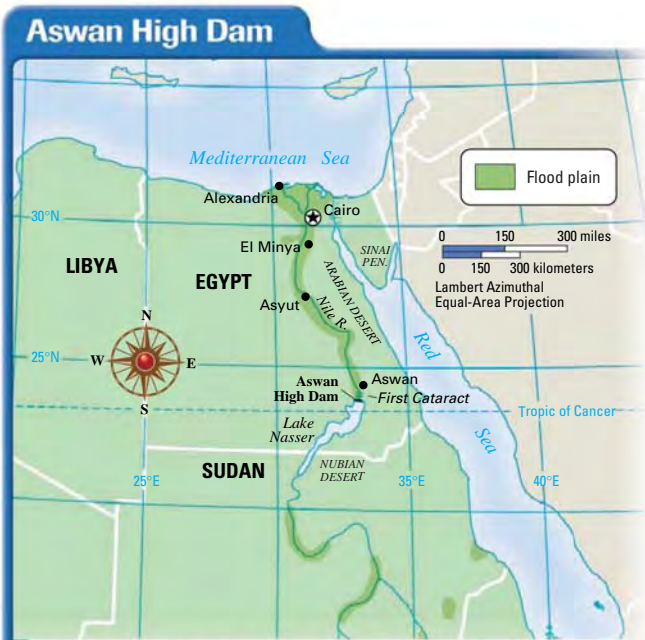 Aswan High Dam
Mediterranean Sea
Flood plain
Alexandria
Cairo
30°N
0 150 300 miles
0 150 300 kilometers
Lambert Azimuthal
Equal-Area Projection
El Minya
SINAI
PEN.
LIBYA
EGYPT
ARABIAN DESERT
Asyut
Nile R.
Red
Sea
N
W
E
S
25°N
Aswan
Aswan
High Dam
First Cataract
Tropic of Cancer
Lake
Nasser
SUDAN
NUBIAN
DESERT
25°E
35°E
40°E